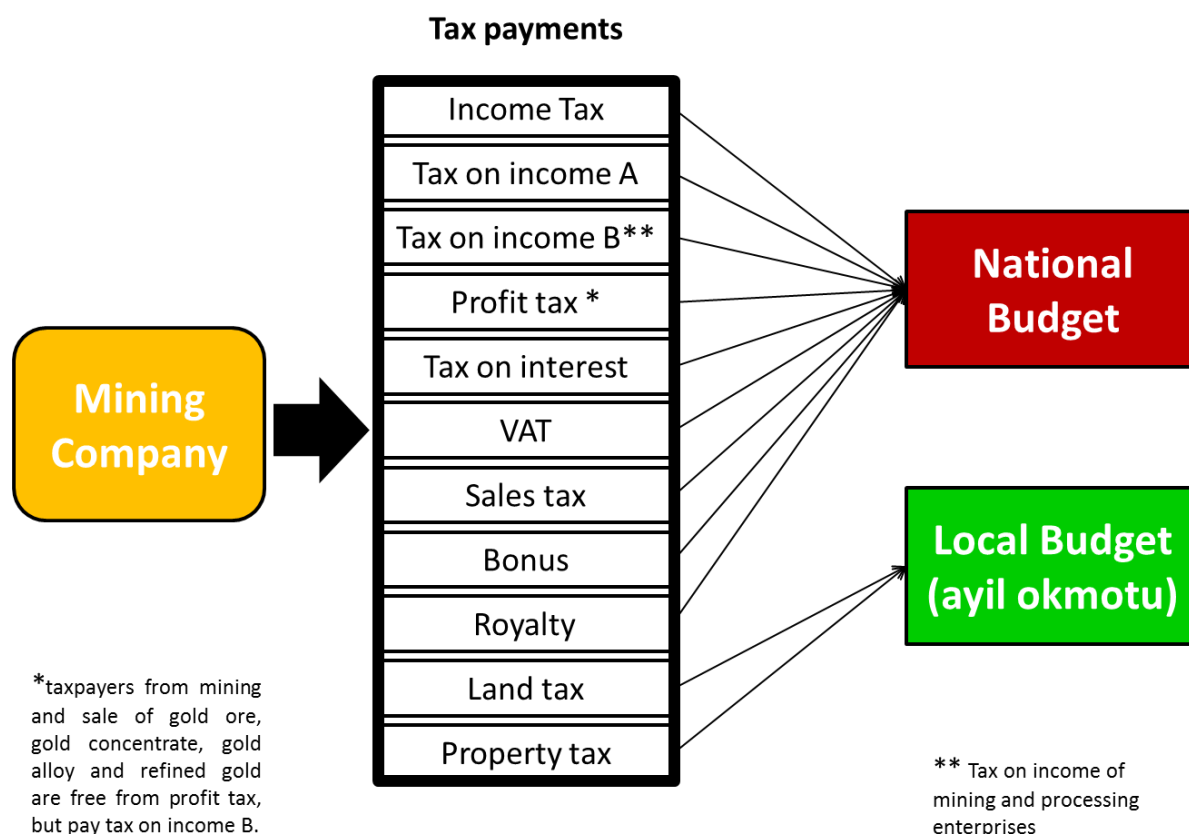 Tax payments
Income Tax
Tax on income A
Tax on income B**
Profit tax *
Tax on interest
VAT
Sales tax
Bonus
Royalty
Land tax
Property tax
Mining
Company
National
Budget
Local Budget
(ayil okmotu)
*taxpayers from mining
and sale of gold ore,
gold concentrate, gold
alloy and refined gold
are free from profit tax,
but pay tax on income B.
** Tax on income of
mining and processing
enterprises